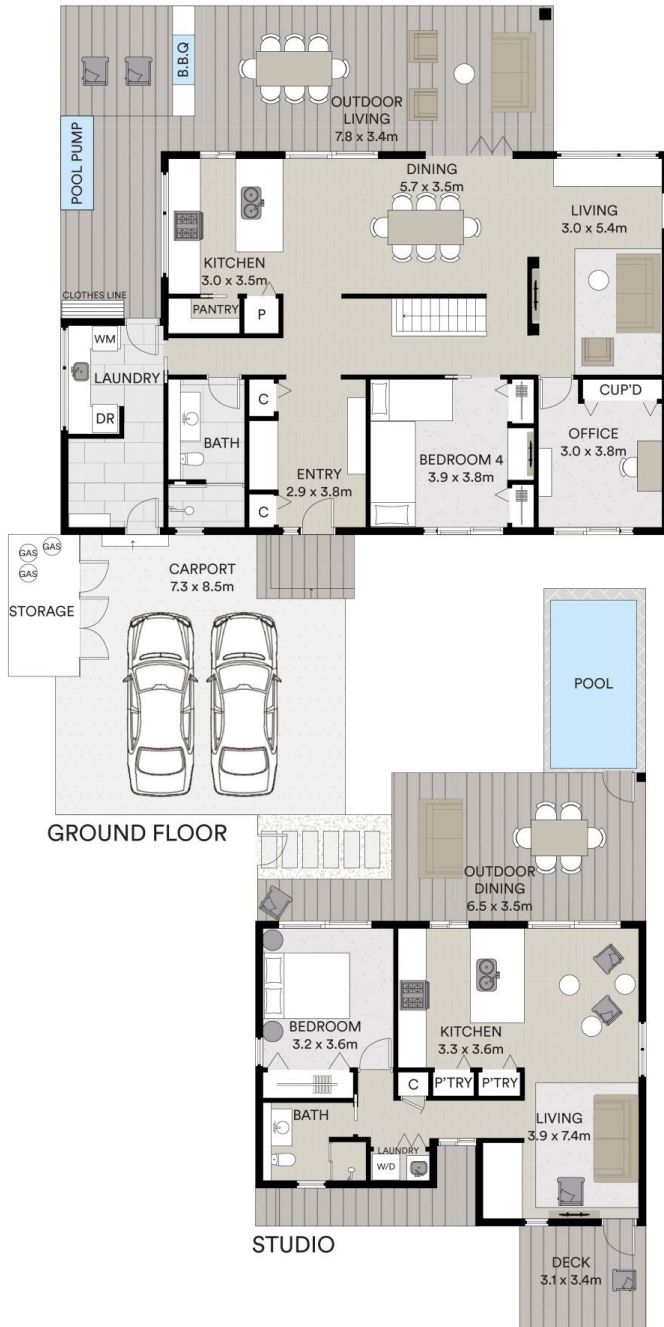 B.B.Q
OUTDOOR
LIVING
7.8 x 3.4m
POOL PUMP
DINING
5.7 x 3.5m
LIVING
3.0 x 5.4m
KITCHEN
3.0 x 3.5m
CLOTHES LINE
PANTRY
P
WM
LAUNDRY
DR
C
BATH
CUP'D
OFFICE
3.0 x 3.8m
BEDROOM 4
3.9 x 3.8m
ENTRY
2.9 x 3.8m
C
GAS
GAS
GAS
CARPORT
7.3 x 8.5m
STORAGE
POOL
GROUND FLOOR
OUTDOOR
DINING
6.5 x 3.5m
BEDROOM
3.2 x 3.6m
KITCHEN
3.3 x 3.6m
C
P'TRY
P'TRY
BATH
LIVING
3.9 x 7.4m
LAUNDRY
W/D
STUDIO
DECK
3.1 x 3.4m